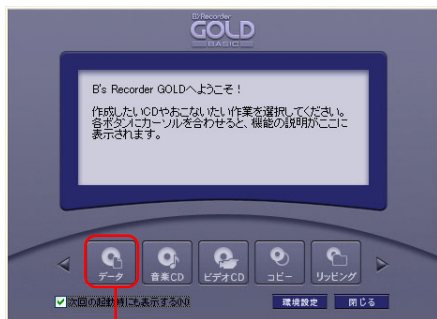 B's Recorder
GOLD
BASIC
B's Recorder GOLDへようこそ！
作成したいCDやおこないたい作業を選択してください。
各ボタンにカーソルを合わせると、機能の説明がここに
表示されます。
データ
音楽CD
ビデオCD
コピー
リッピング
次回の起動時にも表示する(N)
環境設定
閉じる